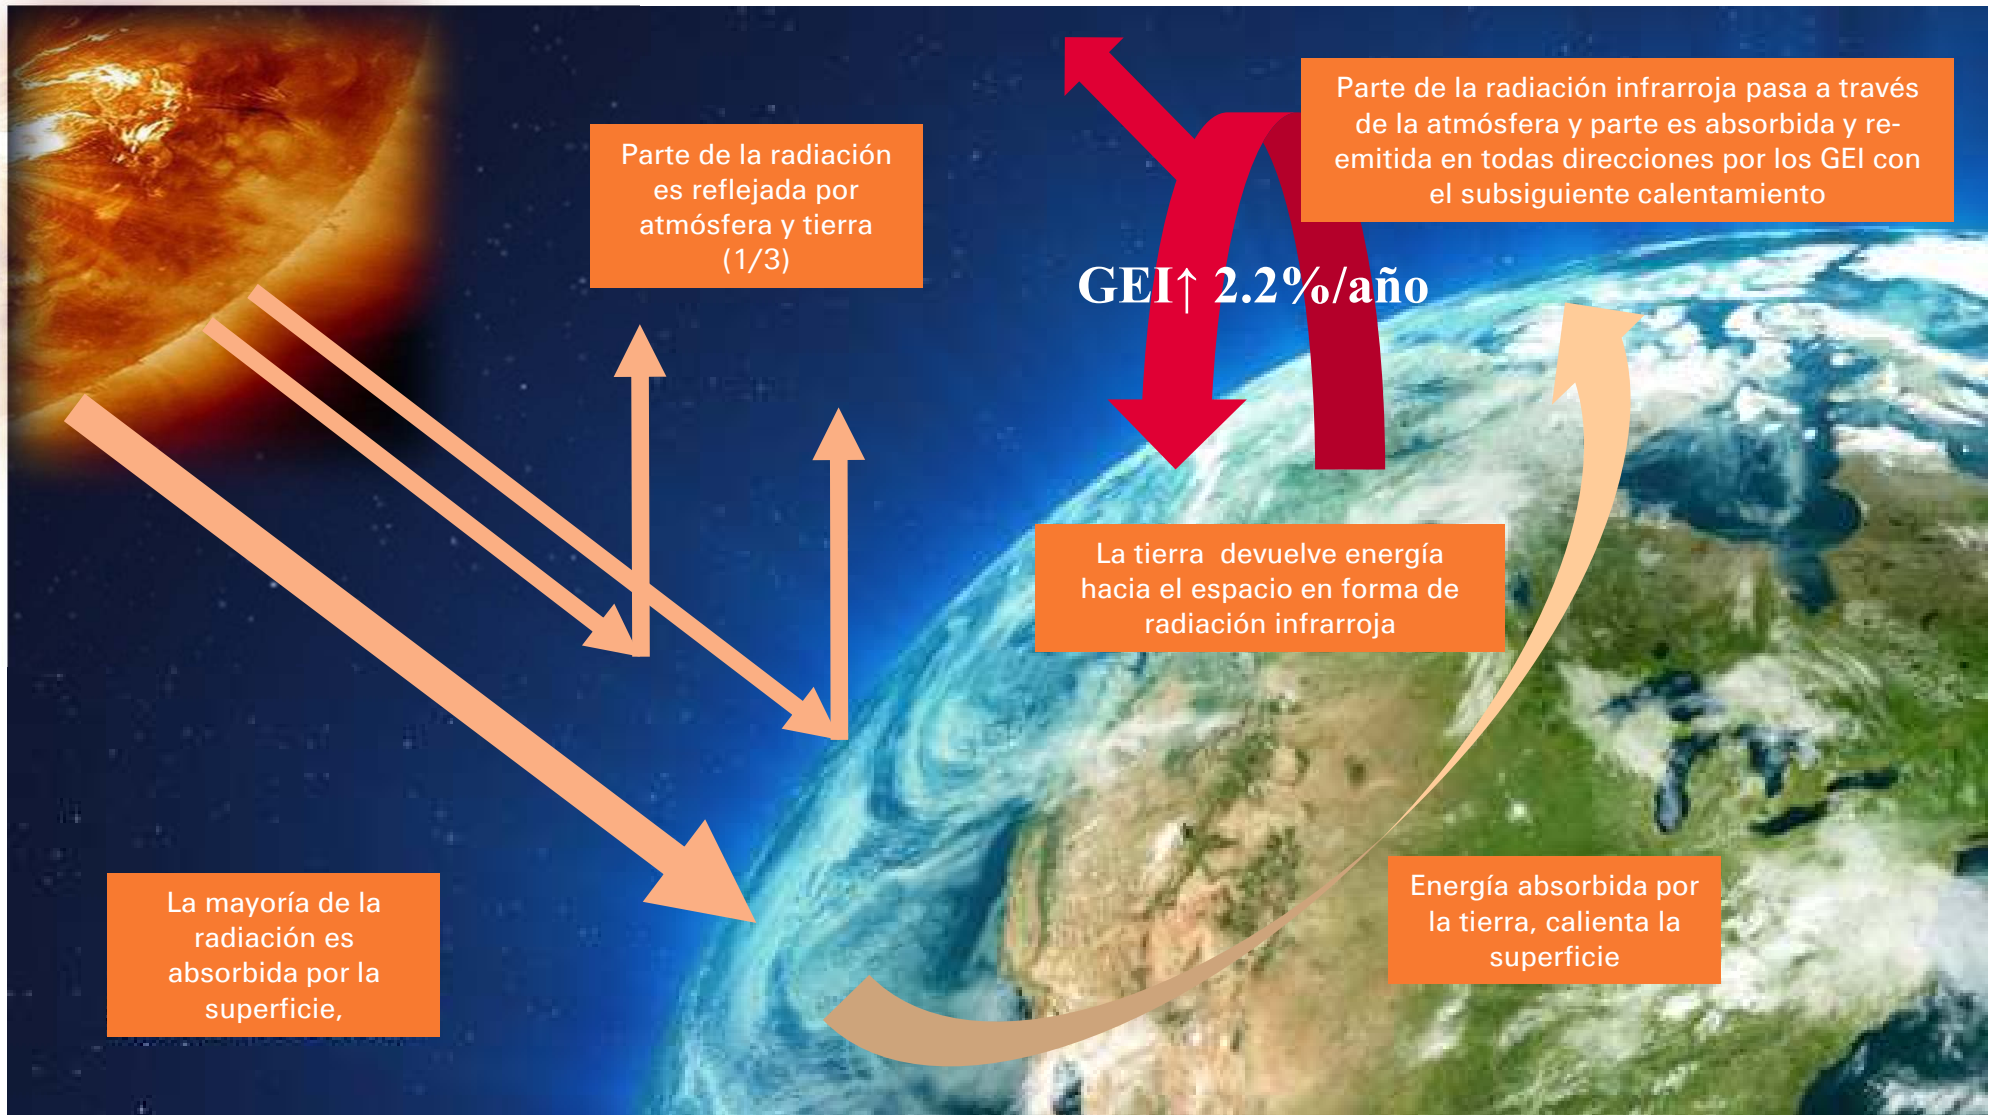 Parte de la radiación
es reflejada por
atmósfera y tierra
(1/3)
Parte de la radiación infrarroja pasa a través
de la atmósfera y parte es absorbida y re-
emitida en todas direcciones por los GEI con
el subsiguiente calentamiento
GEI↑ 2.2%/año
La tierra  devuelve energía
hacia el espacio en forma de
radiación infrarroja
La mayoría de la
radiación es
absorbida por la
superficie,
Energía absorbida por
la tierra, calienta la
superficie